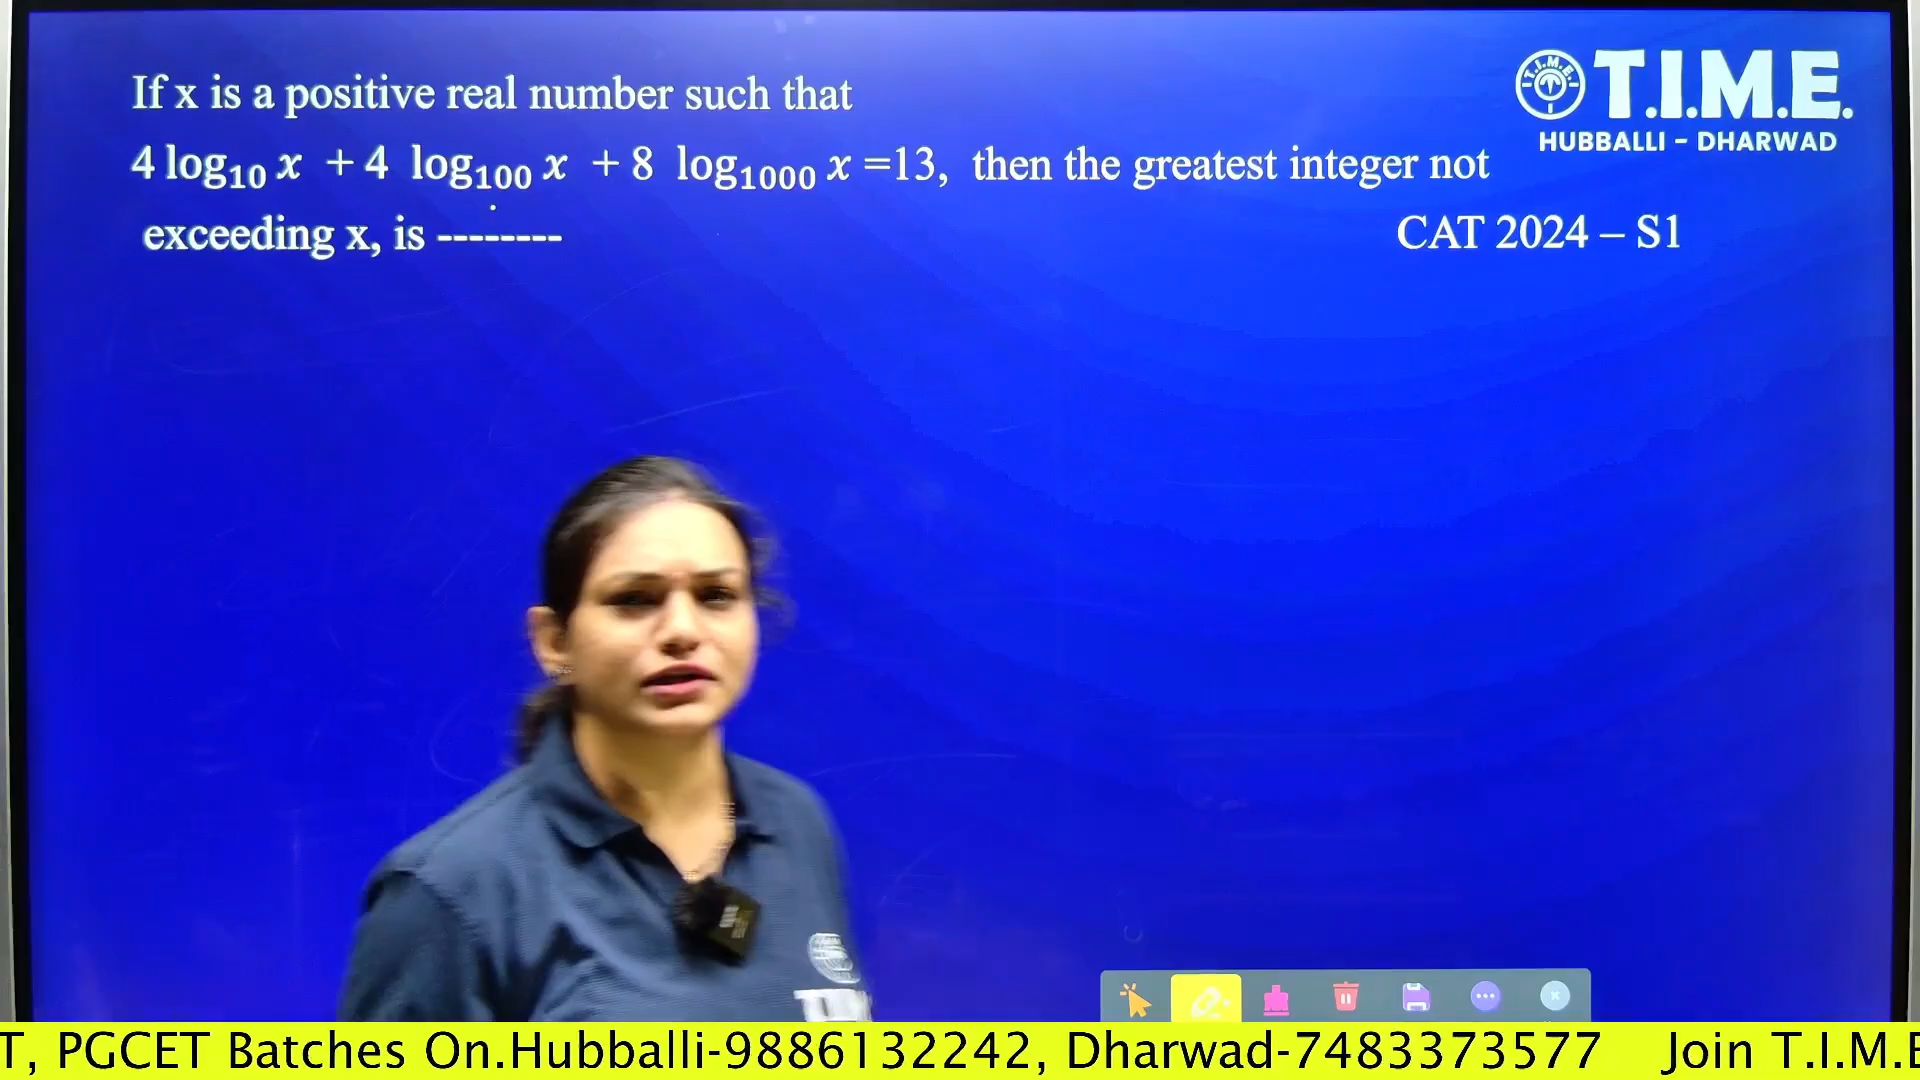 If x is a positive real number such that
4 log₁₀ x + 4 log₁₀₀ x + 8 log₁₀₀₀ x =13, then the greatest integer not
exceeding x, is --------
CAT 2024 – S1
T.I.M.E.
T.I.M.E.
HUBBALLI - DHARWAD
T, PGCET Batches On.Hubballi-9886132242, Dharwad-7483373577 Join T.I.M.E